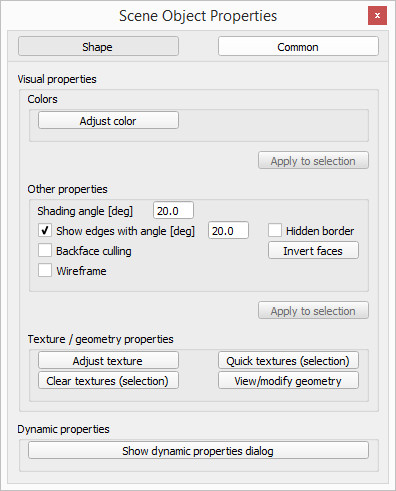 Scene Object Properties
x
Shape Common
Visual properties
Colors
Adjust color
Apply to selection
Other properties
Shading angle [deg] 20.0
Show edges with angle [deg] 20.0 Hidden border
Backface culling Invert faces
Wireframe
Apply to selection
Texture / geometry properties
Adjust texture Quick textures (selection)
Clear textures (selection) View/modify geometry
Dynamic properties
Show dynamic properties dialog